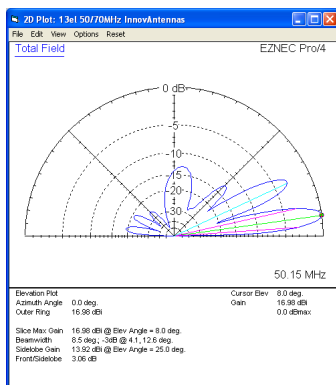 2D Plot: 13el 50/70MHz InnovAntennas
File Edit View Options Reset
Total Field
EZNEC Pro/4
0 dB
-5
-10
-15
-20
-30
50.15 MHz
Elevation Plot
Cursor Elev 8.0 deg.
Azimuth Angle 0.0 deg.
Gain 16.98 dBi
Outer Ring 16.98 dBi
0.0 dBmax
Slice Max Gain 16.98 dBi @ Elev Angle = 8.0 deg.
Beamwidth 8.5 deg.; -3dB @ 4.1, 12.6 deg.
Sidelobe Gain 13.92 dBi @ Elev Angle = 25.0 deg.
Front/Sidelobe 3.06 dB